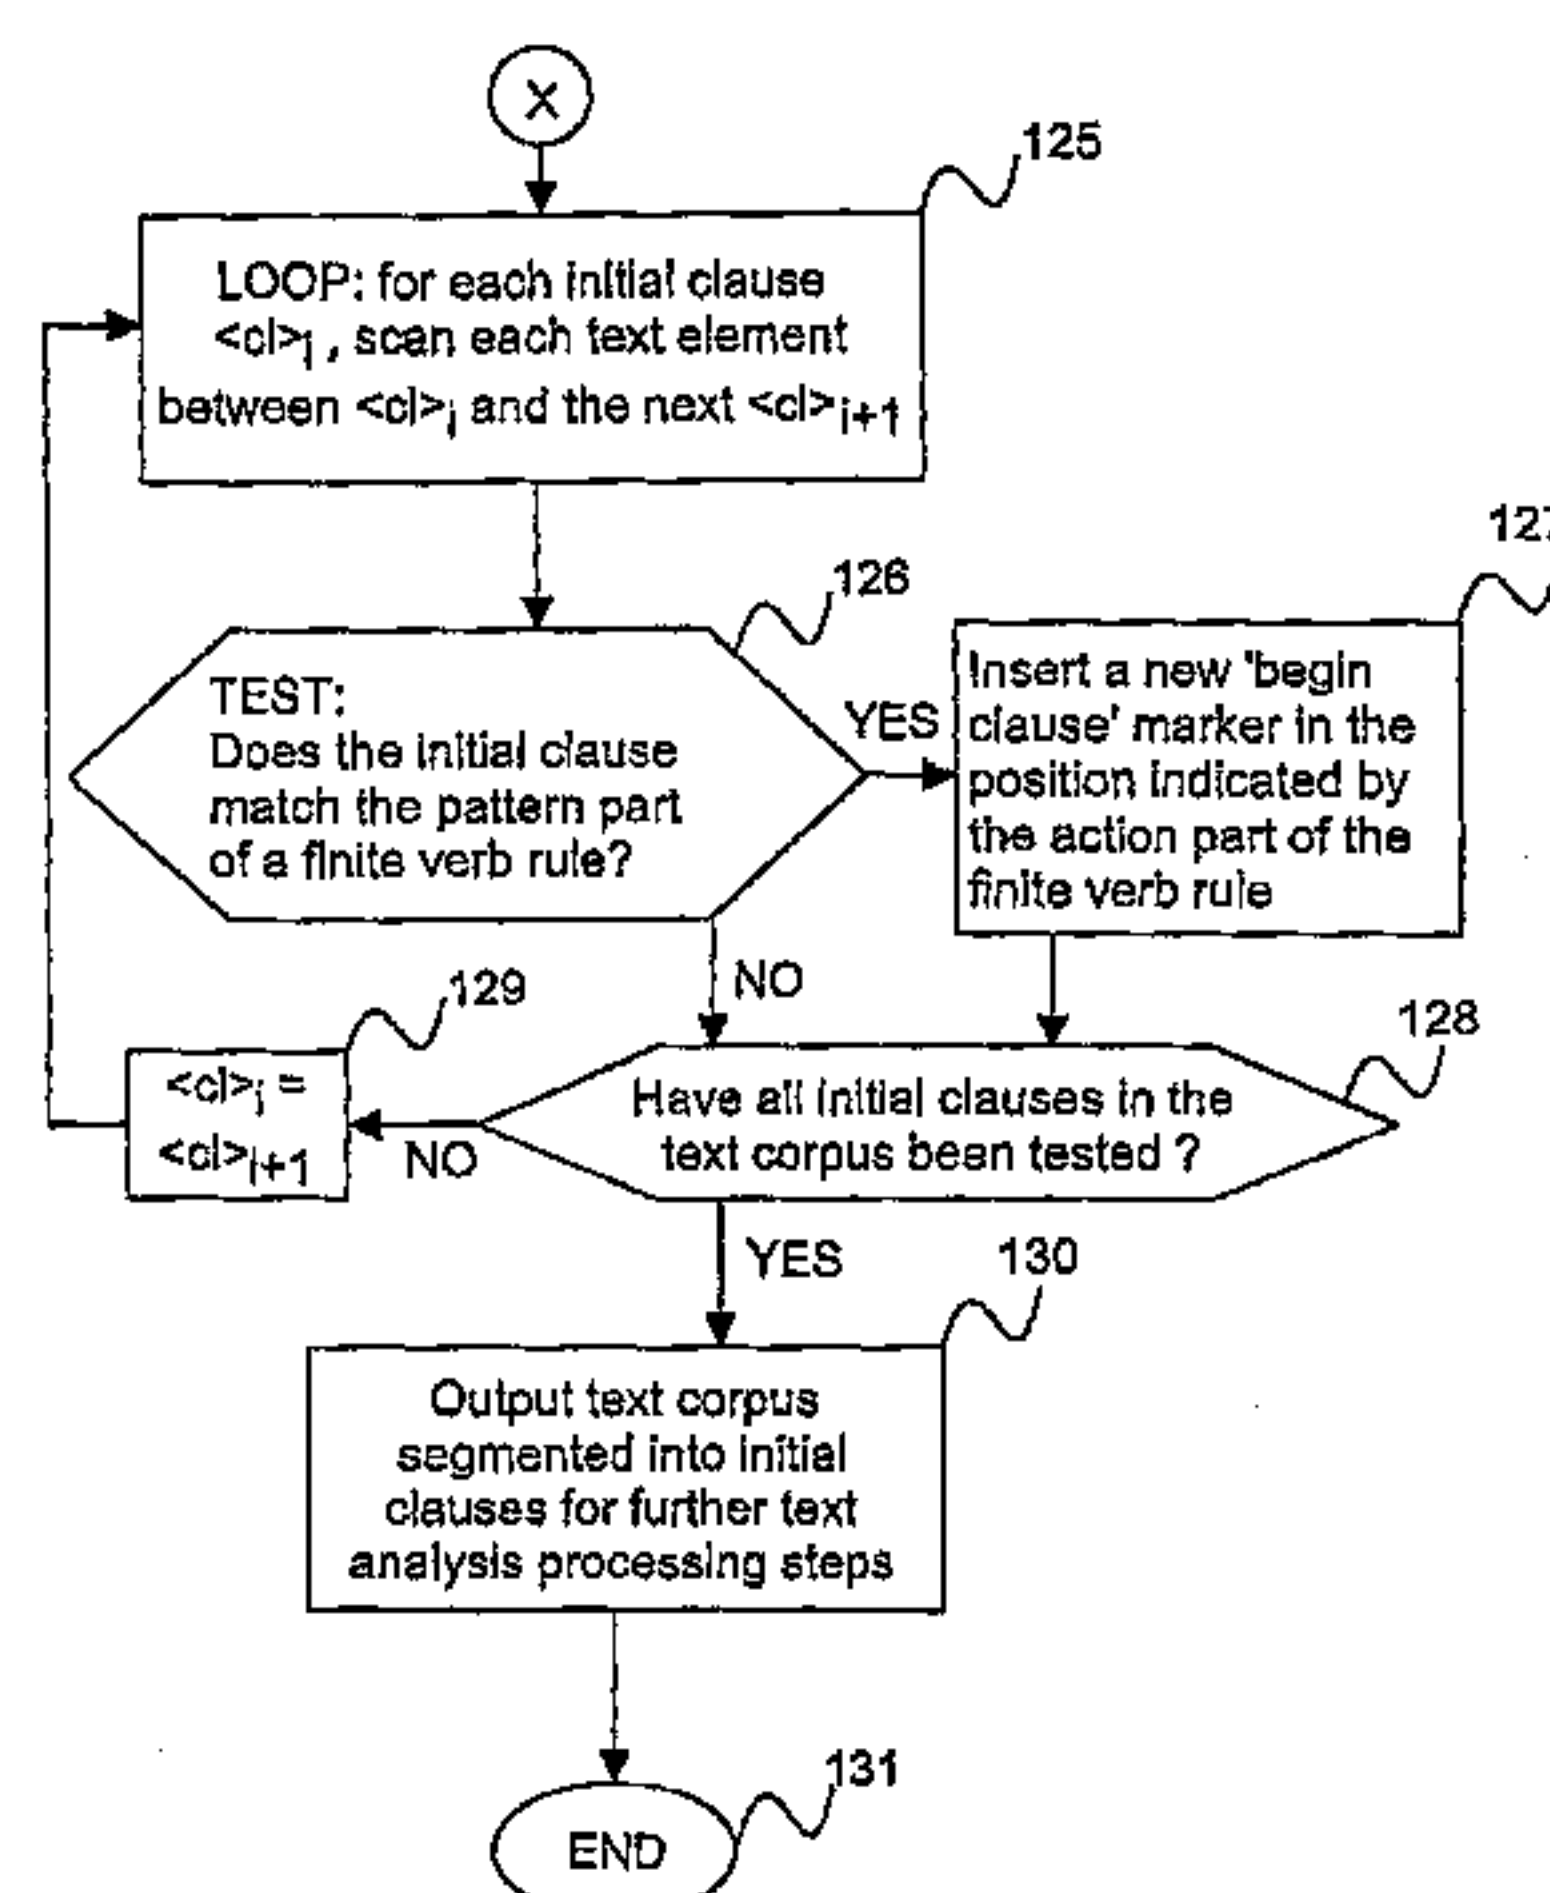 X
125
LOOP: for each initial clause
<cl>i , scan each text element
between <cl>i and the next <cl>i+1
126
127
TEST:
Does the initial clause
match the pattern part
of a finite verb rule?
YES
Insert a new 'begin
clause' marker in the
position indicated by
the action part of the
finite verb rule
NO
129
128
<cl>i =
<cl>i+1
NO
Have all initial clauses in the
text corpus been tested ?
YES
130
Output text corpus
segmented into initial
clauses for further text
analysis processing steps
131
END